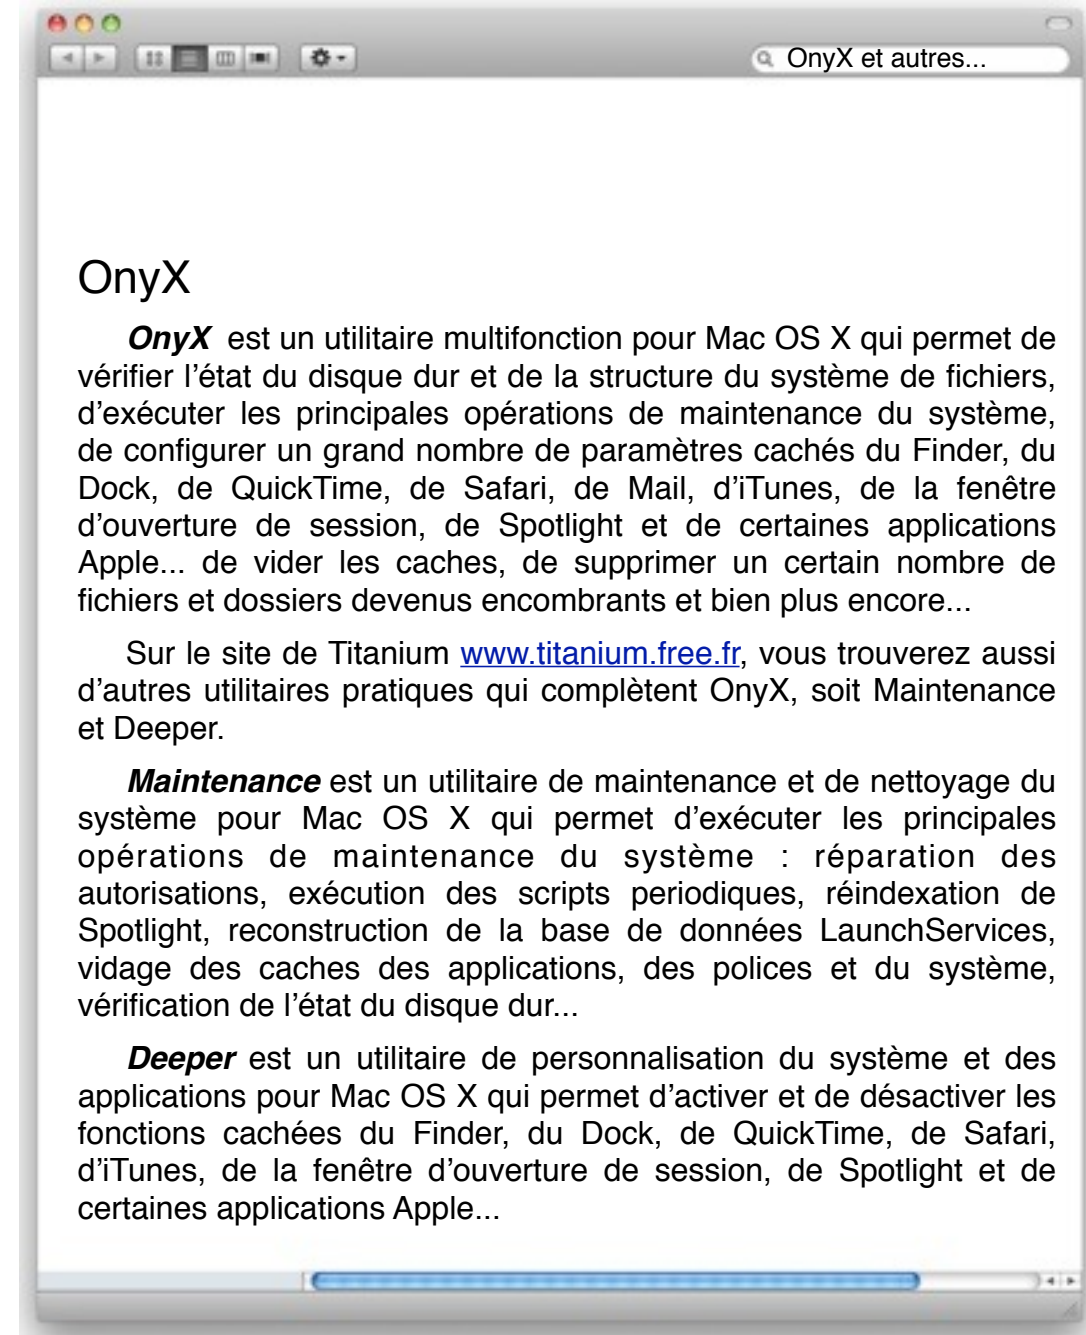 OnyX et autres...
OnyX
OnyX est un utilitaire multifonction pour Mac OS X qui permet de
vérifier l’état du disque dur et de la structure du système de fichiers,
d’exécuter les principales opérations de maintenance du système,
de configurer un grand nombre de paramètres cachés du Finder, du
Dock, de QuickTime, de Safari, de Mail, d’iTunes, de la fenêtre
d’ouverture de session, de Spotlight et de certaines applications
Apple... de vider les caches, de supprimer un certain nombre de
fichiers et dossiers devenus encombrants et bien plus encore...
Sur le site de Titanium www.titanium.free.fr, vous trouverez aussi
d’autres utilitaires pratiques qui complètent OnyX, soit Maintenance
et Deeper.
Maintenance est un utilitaire de maintenance et de nettoyage du
système pour Mac OS X qui permet d’exécuter les principales
opérations de maintenance du système : réparation des
autorisations, exécution des scripts periodiques, réindexation de
Spotlight, reconstruction de la base de données LaunchServices,
vidage des caches des applications, des polices et du système,
vérification de l’état du disque dur...
Deeper est un utilitaire de personnalisation du système et des
applications pour Mac OS X qui permet d’activer et de désactiver les
fonctions cachées du Finder, du Dock, de QuickTime, de Safari,
d’iTunes, de la fenêtre d’ouverture de session, de Spotlight et de
certaines applications Apple...